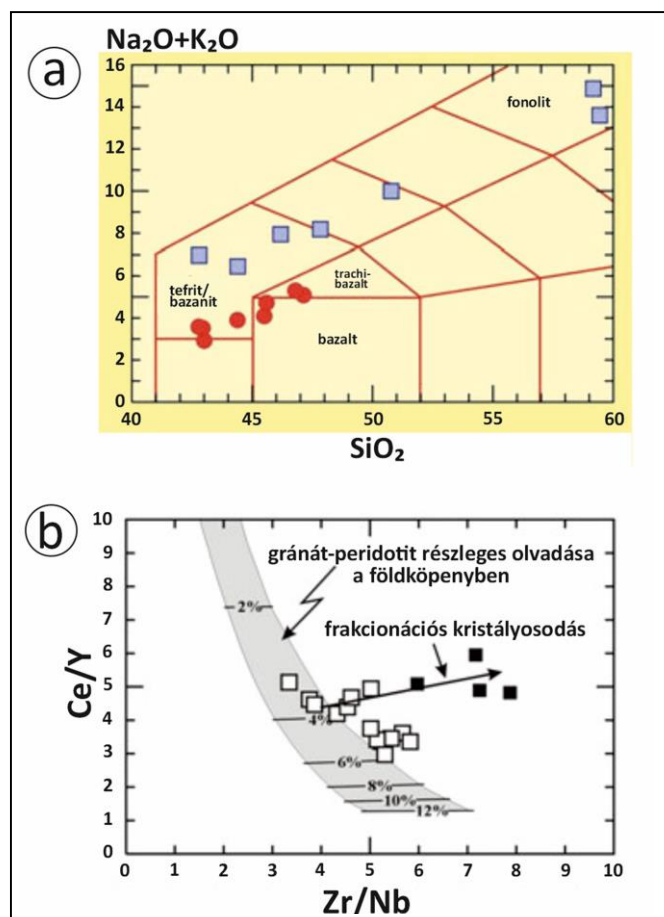 Na₂O+K₂O
a
16
14
12
10
8
6
4
2
0
fonolit
trachi-
bazalt
tefrit/
bazanit
bazalt
40 45 50 55 60
SiO₂
b
10
9
8
7
6
5
4
3
2
1
0
Ce/Y
gránát-peridotit részleges olvadása
a földköpenyben
frakcionációs kristályosodás
2%
4%
6%
8%
10%
12%
0 1 2 3 4 5 6 7 8 9 10
Zr/Nb